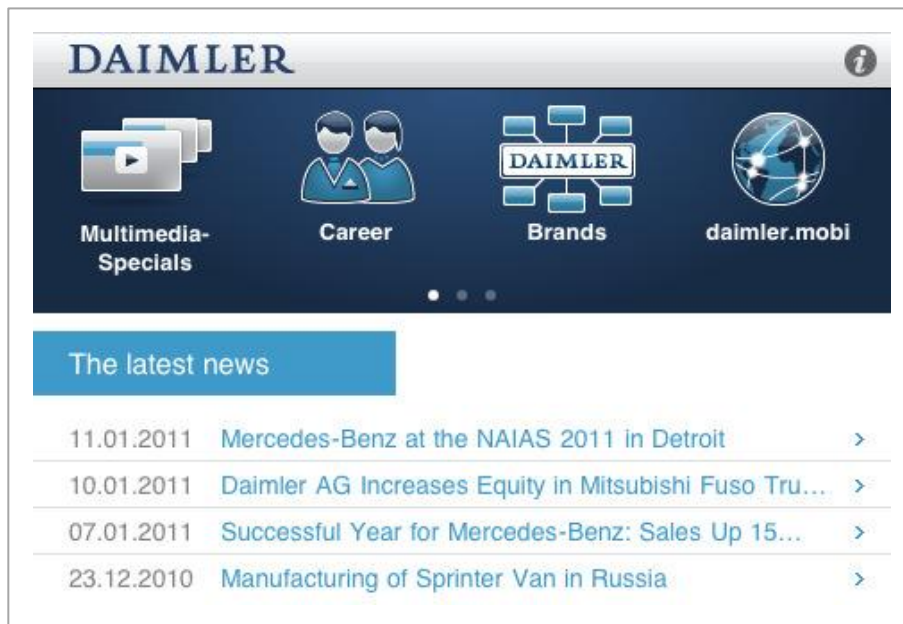 DAIMLER
i
DAIMLER
Multimedia-
Specials
Career
Brands
daimler.mobi
The latest news
11.01.2011 Mercedes-Benz at the NAIAS 2011 in Detroit >
10.01.2011 Daimler AG Increases Equity in Mitsubishi Fuso Tru... >
07.01.2011 Successful Year for Mercedes-Benz: Sales Up 15... >
23.12.2010 Manufacturing of Sprinter Van in Russia >